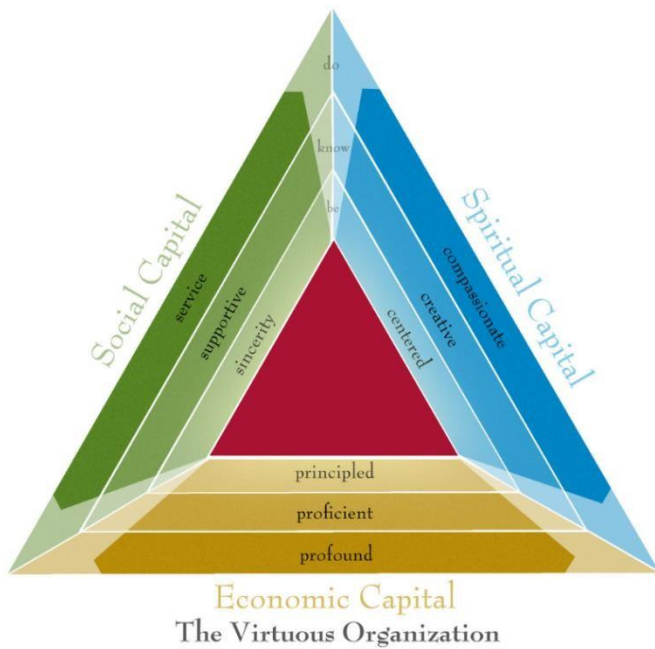 do
know
be
Social Capital
service
supportive
sincerity
Spiritual Capital
compassionate
creative
centered
principled
proficient
profound
Economic Capital
The Virtuous Organization